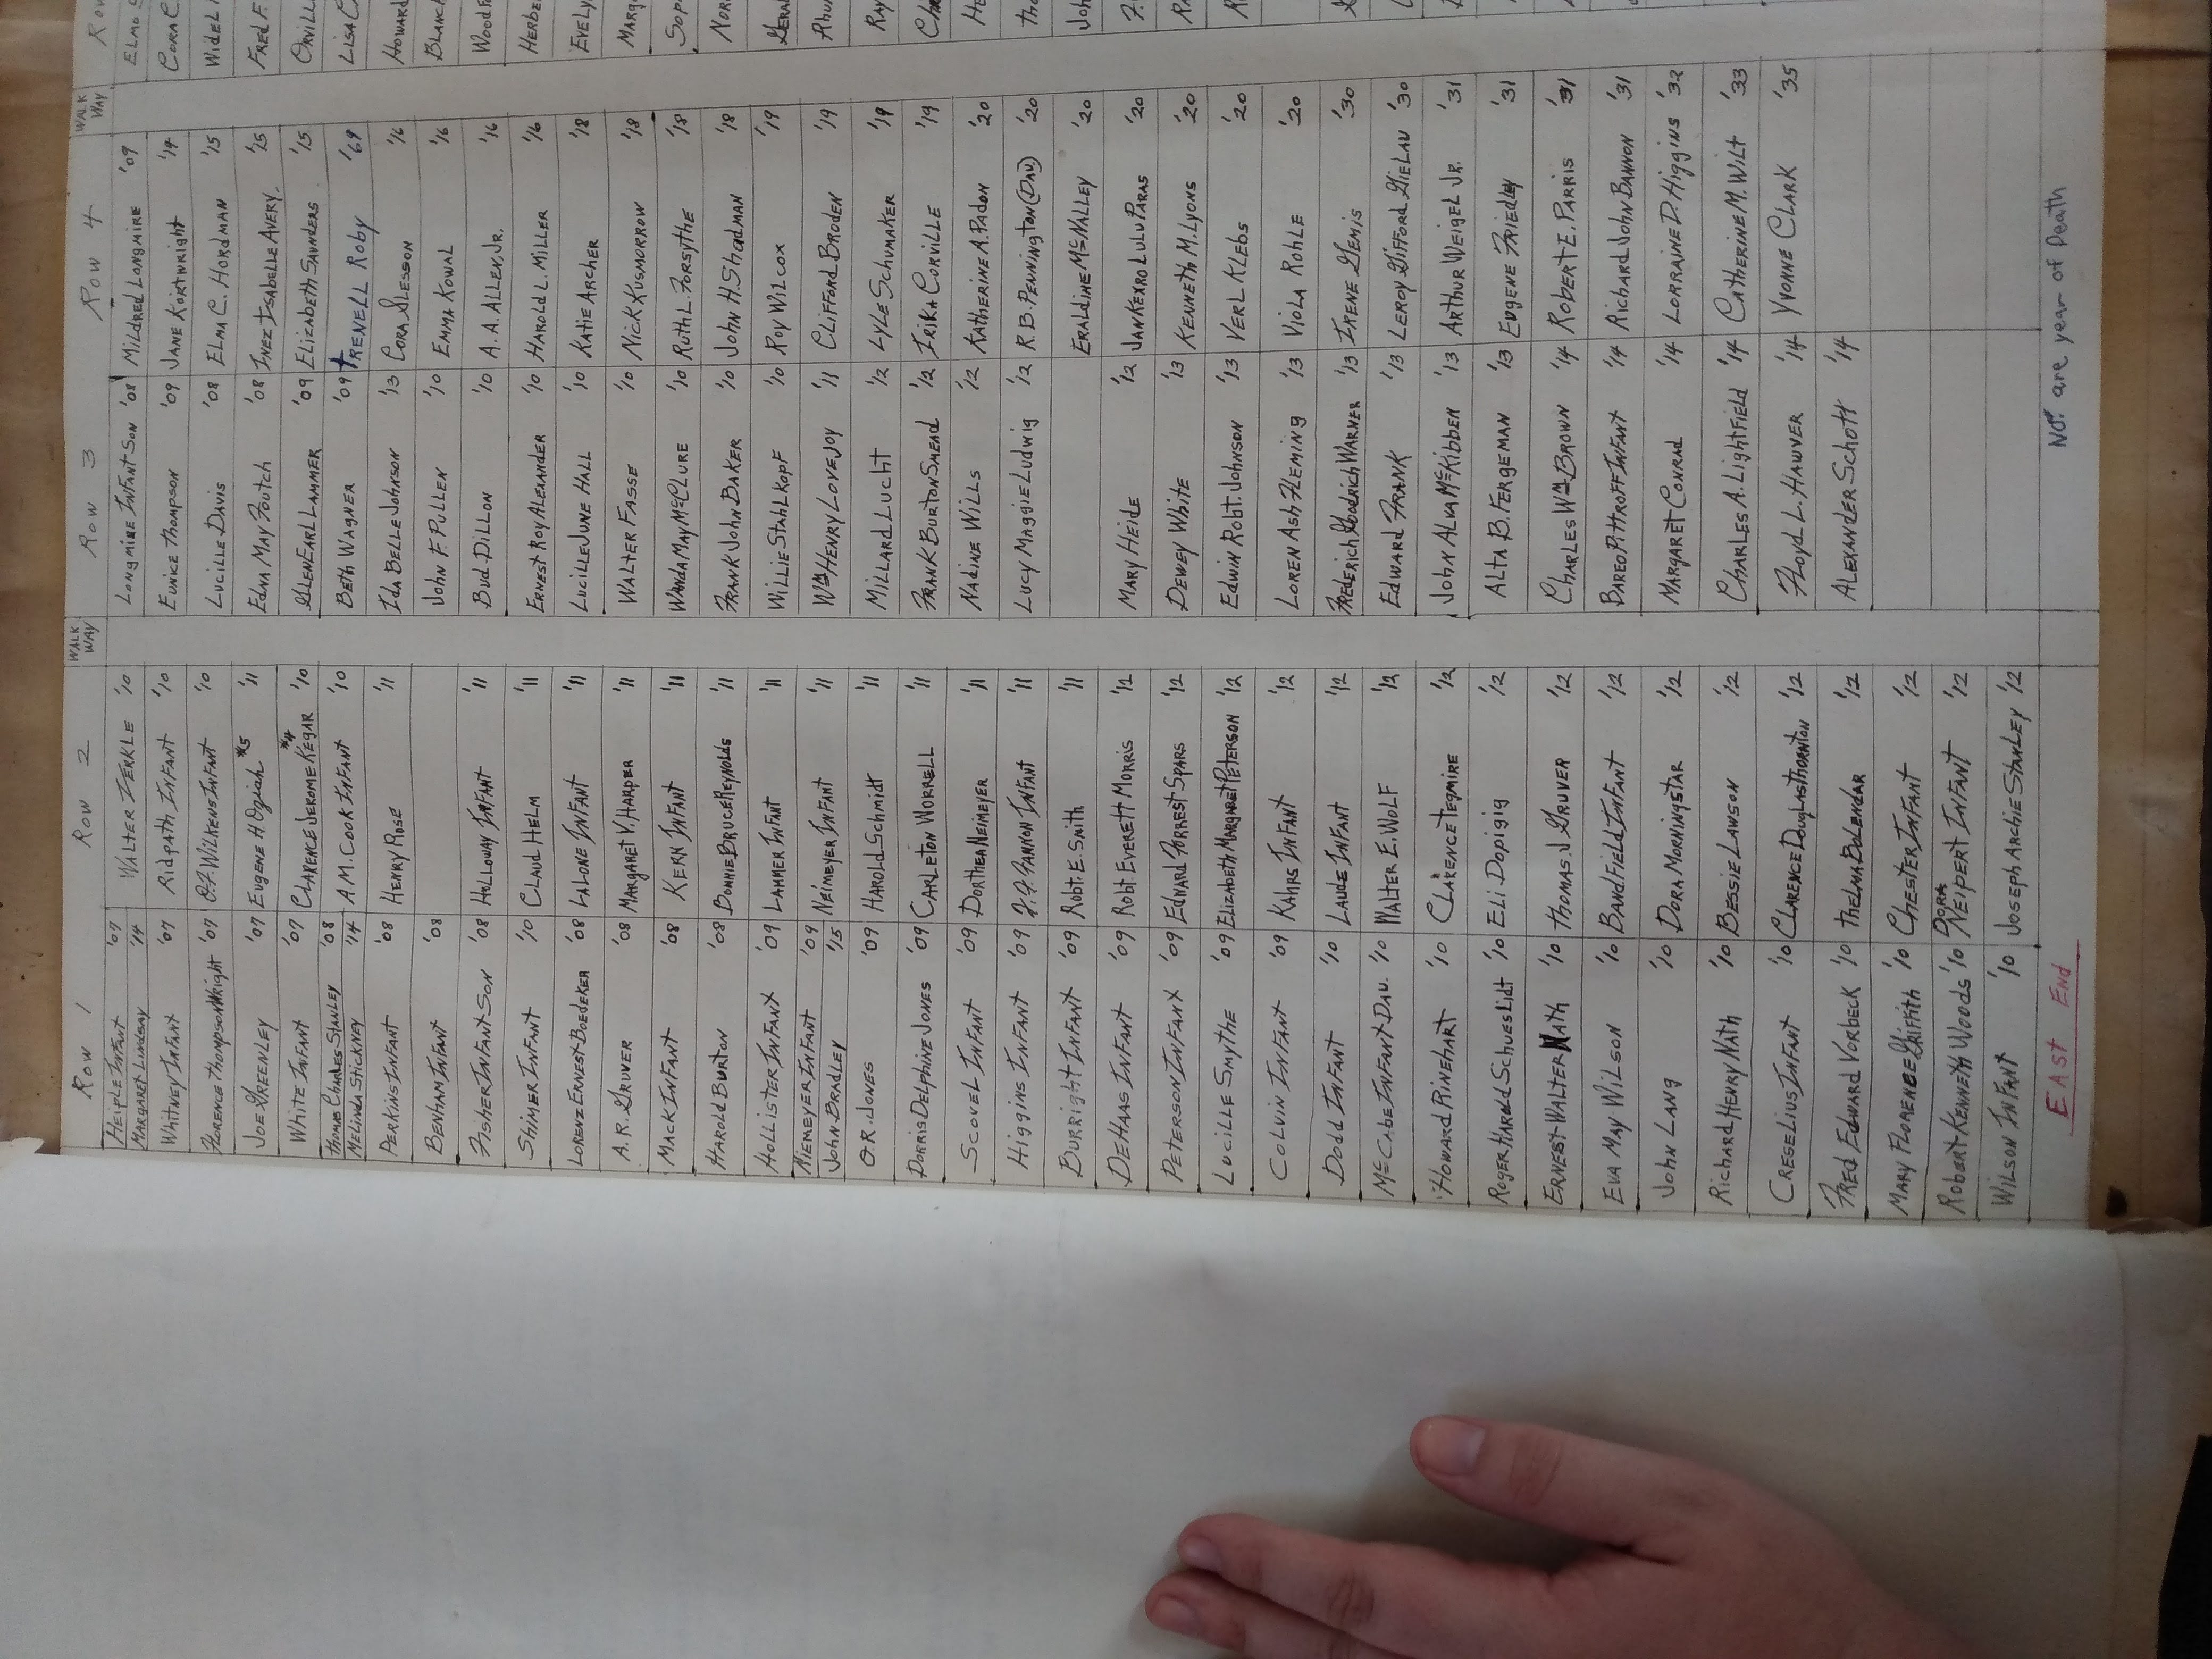 Row 1
Heiple Infant '07
Margaret Lindsay '14
Whitney Infant '07
Florence Thompson Wright '07
Joe Greenley '07
White Infant '07
Thomas Charles Stanley '08
Melinda Stickney '14
Perkins Infant '08
Benham Infant '08
Fisher Infant Son '08
Shimer Infant '10
Lorenz Ernest Boedeker '08
A.R. Gruver '08
Mack Infant '08
Harold Burton '08
Hollister Infant '09
Niemeyer Infant '09
John Bradley '15
O.R. Jones '09
Dorris Delphine Jones '09
Scovel Infant '09
Higgins Infant '09
Burright Infant '09
DeHaas Infant '09
Peterson Infant '09
Lucille Smythe '09
Colvin Infant '09
Dodd Infant '10
McCabe Infant Dau. '10
Howard Rinehart '10
Roger Harold Schueslidt '10
Ernest Walter Nath '10
Eva May Wilson '10
John Lang '10
Richard Henry Nath '10
Creselius Infant '10
Fred Edward Vorbeck '10
Mary Florence Griffith '10
Robert Kenneth Woods '10
Wilson Infant '10
East End
Row 2
Walter Zerkle '10
Ridpath Infant '10
O.F. Wilkens Infant '10
Eugene H. Oziah #5 '11
Clarence Jerome Kegar #4 '10
A.M. Cook Infant '10
Henry Rose '11
Holloway Infant '11
Claud Helm '11
LaLone Infant '11
Margaret V. Harper '11
Kern Infant '11
Bonnie Bruce Reynolds '11
Lammer Infant '11
Neimeyer Infant '11
Harold Schmidt '11
Carleton Worrell '11
Dorthea Neimeyer '11
F.G. Pannon Infant '11
Robt. E. Smith '11
Robt. Everett Morris '12
Edward Forrest Spars '12
Elizabeth Margaret Peterson '12
Kahrs Infant '12
Laude Infant '12
Walter E. Wolf '12
Clarence Tegmire '12
Eli Dopigig '12
Thomas J. Gruver '12
Bandfield Infant '12
Dora Morningstar '12
Bessie Lawson '12
Clarence Douglas Thornton '12
Thelma Bolendar '12
Chester Infant '12
Dora
Neipert Infant '12
Joseph Archie Stanley '12
Walk Way
Row 3
Longmire Infant Son '08
Eunice Thompson '09
Lucille Davis '08
Edna May Foutch '08
Glen Earl Lammer '09
Beth Wagner '09
Ida Belle Johnson '13
John F. Pullen '10
Bud Dillon '10
Ernest Roy Alexander '10
Lucille June Hall '10
Walter Fasse '10
Wanda May McClure '10
Frank John Baker '10
Willie Stahlkopf '10
Wm Henry Lovejoy '11
Millard Lucht '12
Frank Burton Smead '12
Nadine Wills '12
Lucy Maggie Ludwig '12
Mary Heide '12
Dewey White '13
Edwin Robt. Johnson '13
Loren Ash Fleming '13
Frederich Goodrich Warner '13
Edward Frank '13
John Alva McKibben '13
Alta B. Fergeman '13
Charles Wm Brown '14
Bareo Pittroff Infant '14
Margaret Conrad '14
Charles A. Lightfield '14
Floyd L. Hawver '14
Alexander Schott '14
Row 4
Mildred Longmire '09
Jane Kortwright '14
Elma C. Hordman '15
Inez Isabelle Avery '15
Elizabeth Saunders '15
Trenell Roby '69
Cora Slesson '16
Emma Kowal '16
A.A. Allen, Jr. '16
Harold L. Miller '16
Katie Archer '18
Nick Kusmorrow '18
Ruth L. Forsythe '18
John H. Shadman '18
Roy Wilcox '19
Clifford Broden '19
Lyle Schumaker '19
Erika Corville '19
Katherine A. Padon '20
R.B. Pennington (Dau) '20
Eraldine McNalley '20
Jankexro Lulu Paras '20
Kenneth M. Lyons '20
Verl Klebs '20
Viola Rohle '20
Irene Gemis '30
Leroy Gifford Gielau '30
Arthur Weigel Jr. '31
Eugene Friedley '31
Robert E. Parris '31
Richard John Bannon '31
Lorraine D. Higgins '32
Catherine M. Wilt '33
Yvonne Clark '35
Not are year of Death
Walk Way
Row
Elmo S
Cora C.
Widel
Fred F.
Orvill
Lisa C
Howard
Blanch
Woodf
Herbe
Evely
Marg
Sop
Nor
Gera
Rhu
Ray
Cha
Ho
Tho
Joh
F.